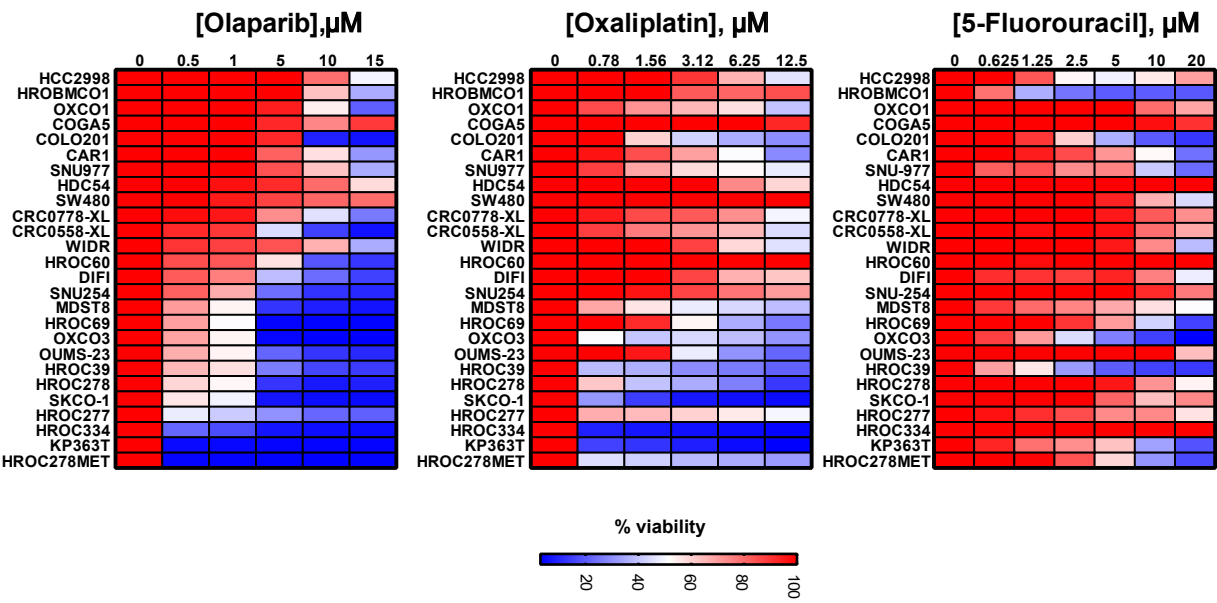 [Olaparib],µM
0 0.5 1 5 10 15
HCC2998
HROBMCO1
OXCO1
COGA5
COLO201
CAR1
SNU977
HDC54
SW480
CRC0778-XL
CRC0558-XL
WIDR
HROC60
DIFI
SNU254
MDST8
HROC69
OXCO3
OUMS-23
HROC39
HROC278
SKCO-1
HROC277
HROC334
KP363T
HROC278MET
[Oxaliplatin], µM
0 0.78 1.56 3.12 6.25 12.5
HCC2998
HROBMCO1
OXCO1
COGA5
COLO201
CAR1
SNU977
HDC54
SW480
CRC0778-XL
CRC0558-XL
WIDR
HROC60
DIFI
SNU254
MDST8
HROC69
OXCO3
OUMS-23
HROC39
HROC278
SKCO-1
HROC277
HROC334
KP363T
HROC278MET
[5-Fluorouracil], µM
0 0.625 1.25 2.5 5 10 20
HCC2998
HROBMCO1
OXCO1
COGA5
COLO201
CAR1
SNU-977
HDC54
SW480
CRC0778-XL
CRC0558-XL
WIDR
HROC60
DIFI
SNU-254
MDST8
HROC69
OXCO3
OUMS-23
HROC39
HROC278
SKCO-1
HROC277
HROC334
KP363T
HROC278MET
% viability
20 40 60 80 100